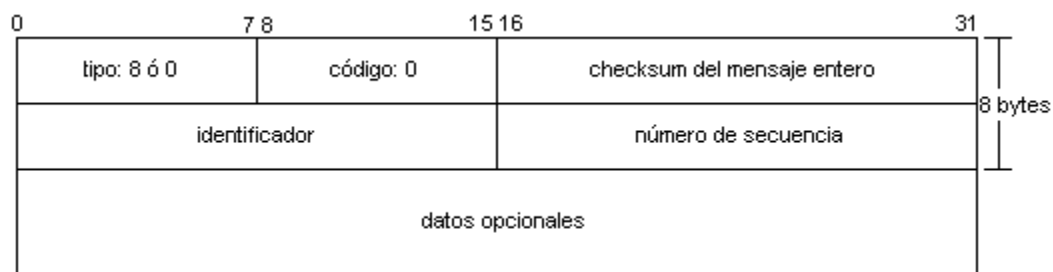 0 7 8 15 16 31
tipo: 8 ó 0 código: 0 checksum del mensaje entero
8 bytes
identificador número de secuencia
datos opcionales